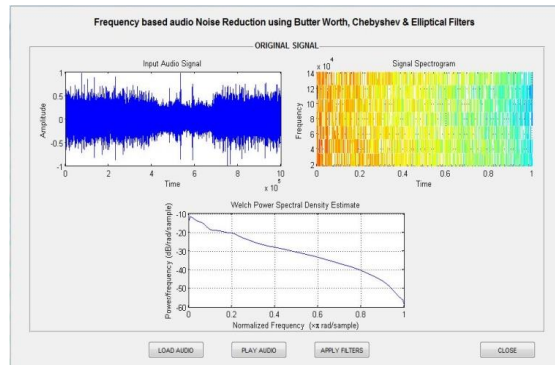 Frequency based audio Noise Reduction using Butter Worth, Chebyshev & Elliptical Filters
ORIGINAL SIGNAL
Input Audio Signal
Amplitude
1
0.5
0
-0.5
-1
0 2 4 6 8 10
x 10
Time
Signal Spectrogram
x 10⁴
Frequency
14
12
10
8
6
4
2
0 0.2 0.4 0.6 0.8 1
Time
Welch Power Spectral Density Estimate
Power/frequency (dB/rad/sample)
-10
-20
-30
-40
-50
-60
0 0.2 0.4 0.6 0.8 1
Normalized Frequency (×π rad/sample)
LOAD AUDIO
PLAY AUDIO
APPLY FILTERS
CLOSE